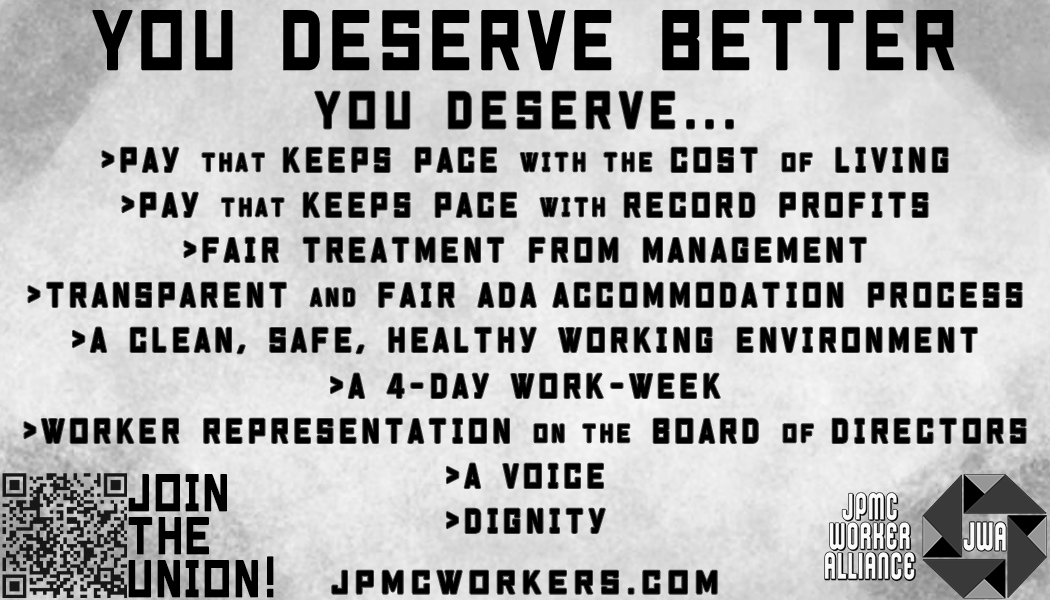 YOU DESERVE BETTER
YOU DESERVE...
>PAY THAT KEEPS PACE WITH THE COST OF LIVING
>PAY THAT KEEPS PACE WITH RECORD PROFITS
>FAIR TREATMENT FROM MANAGEMENT
>TRANSPARENT AND FAIR ADA ACCOMMODATION PROCESS
>A CLEAN, SAFE, HEALTHY WORKING ENVIRONMENT
>A 4-DAY WORK-WEEK
>WORKER REPRESENTATION ON THE BOARD OF DIRECTORS
>A VOICE
>DIGNITY
JOIN
THE
UNION!
JPMCWORKERS.COM
JPMC
WORKER
ALLIANCE
JWA